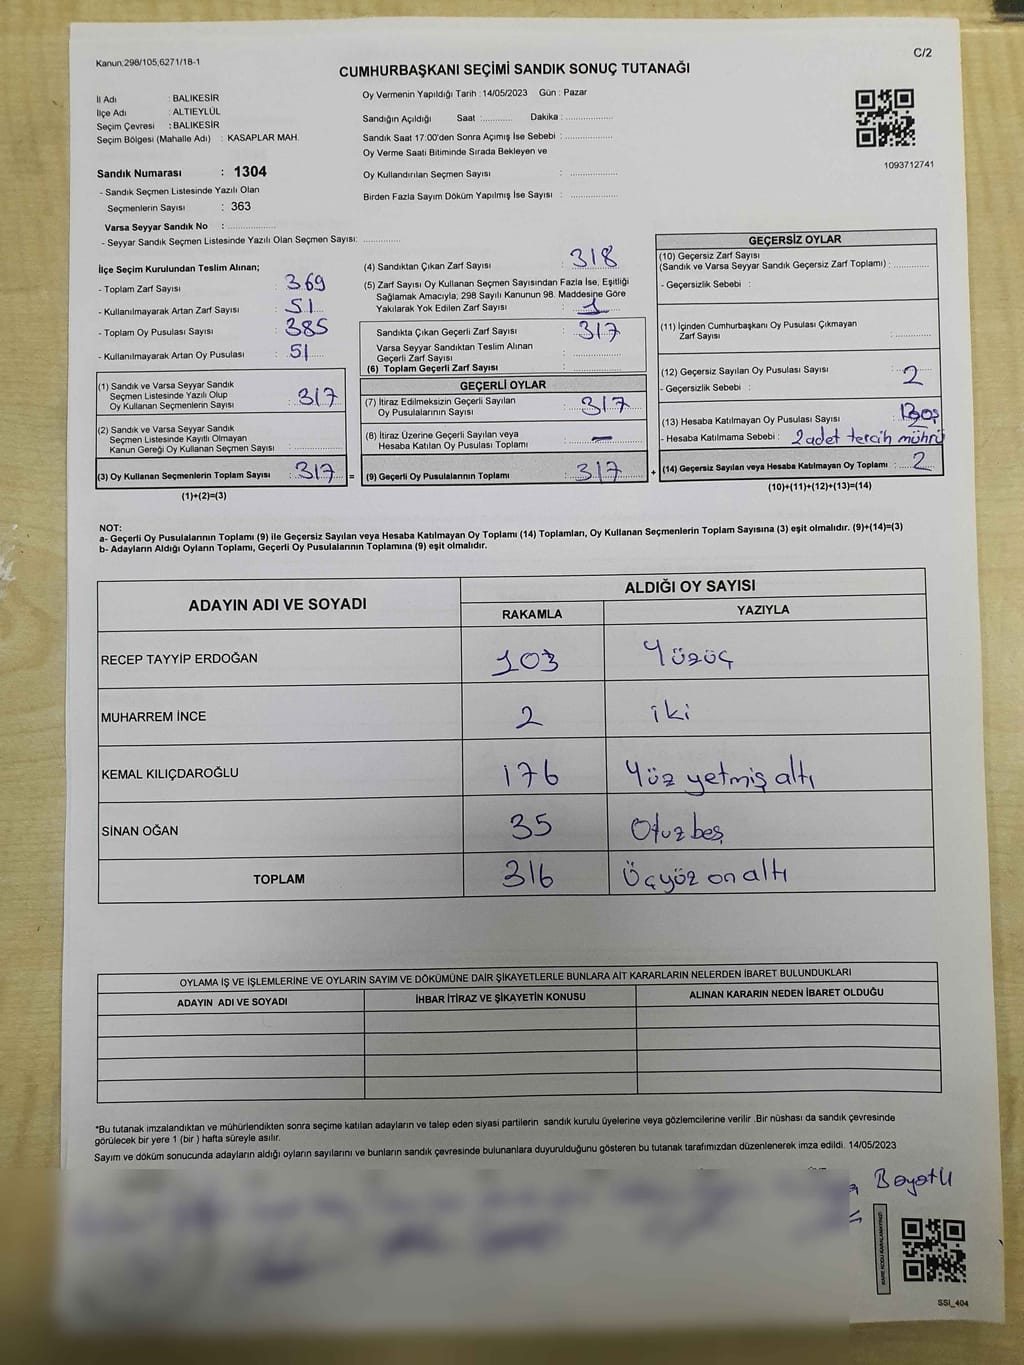 Kanun;298/105,6271/18-1
C/2
CUMHURBAŞKANI SEÇİMİ SANDIK SONUÇ TUTANAĞI
İl Adı : BALIKESİR
İlçe Adı : ALTIEYLÜL
Seçim Çevresi : BALIKESİR
Seçim Bölgesi (Mahalle Adı) : KASAPLAR MAH.
Oy Vermenin Yapıldığı Tarih : 14/05/2023 Gün : Pazar
Sandığın Açıldığı Saat :........... Dakika : ..................
Sandık Saat 17:00'den Sonra Açımış İse Sebebi : ..................
Oy Verme Saati Bitiminde Sırada Bekleyen ve
Oy Kullandırılan Seçmen Sayısı : ..................
Birden Fazla Sayım Döküm Yapılmış İse Sayısı : ..................
1093712741
Sandık Numarası : 1304
- Sandık Seçmen Listesinde Yazılı Olan
Seçmenlerin Sayısı : 363
Varsa Seyyar Sandık No : ..................
- Seyyar Sandık Seçmen Listesinde Yazılı Olan Seçmen Sayısı: ..............
İlçe Seçim Kurulundan Teslim Alınan;
- Toplam Zarf Sayısı : 369
- Kullanılmayarak Artan Zarf Sayısı : 51
- Toplam Oy Pusulası Sayısı : 385
- Kullanılmayarak Artan Oy Pusulası : 51
(1) Sandık ve Varsa Seyyar Sandık
Seçmen Listesinde Yazılı Olup
Oy Kullanan Seçmenlerin Sayısı : 317
(2) Sandık ve Varsa Seyyar Sandık
Seçmen Listesinde Kayıtlı Olmayan
Kanun Gereği Oy Kullanan Seçmen Sayısı : ..................
(3) Oy Kullanan Seçmenlerin Toplam Sayısı : 317 =
(1)+(2)=(3)
(4) Sandıktan Çıkan Zarf Sayısı : 318
(5) Zarf Sayısı Oy Kullanan Seçmen Sayısından Fazla İse, Eşitliği
Sağlamak Amacıyla; 298 Sayılı Kanunun 98. Maddesine Göre
Yakılarak Yok Edilen Zarf Sayısı : 1
Sandıkta Çıkan Geçerli Zarf Sayısı : 317
Varsa Seyyar Sandıktan Teslim Alınan
Geçerli Zarf Sayısı : ..................
(6) Toplam Geçerli Zarf Sayısı : ..................
GEÇERLİ OYLAR
(7) İtiraz Edilmeksizin Geçerli Sayılan
Oy Pusulalarının Sayısı : 317
(8) İtiraz Üzerine Geçerli Sayılan veya
Hesaba Katılan Oy Pusulası Toplamı : —
(9) Geçerli Oy Pusulalarının Toplamı : 317 +
GEÇERSİZ OYLAR
(10) Geçersiz Zarf Sayısı
(Sandık ve Varsa Seyyar Sandık Geçersiz Zarf Toplamı) : ............
- Geçersizlik Sebebi :
(11) İçinden Cumhurbaşkanı Oy Pusulası Çıkmayan
Zarf Sayısı : ............
(12) Geçersiz Sayılan Oy Pusulası Sayısı : 2
- Geçersizlik Sebebi :
(13) Hesaba Katılmayan Oy Pusulası Sayısı : Boş
- Hesaba Katılmama Sebebi : 2 adet tercih mührü
(14) Geçersiz Sayılan veya Hesaba Katılmayan Oy Toplamı : 2
(10)+(11)+(12)+(13)=(14)
NOT:
a- Geçerli Oy Pusulalarının Toplamı (9) ile Geçersiz Sayılan veya Hesaba Katılmayan Oy Toplamı (14) Toplamları, Oy Kullanan Seçmenlerin Toplam Sayısına (3) eşit olmalıdır. (9)+(14)=(3)
b- Adayların Aldığı Oyların Toplamı, Geçerli Oy Pusulalarının Toplamına (9) eşit olmalıdır.
ADAYIN ADI VE SOYADI
ALDIĞI OY SAYISI
RAKAMLA YAZIYLA
RECEP TAYYİP ERDOĞAN 103 Yüzüç
MUHARREM İNCE 2 iki
KEMAL KILIÇDAROĞLU 176 Yüz yetmiş altı
SİNAN OĞAN 35 Otuz beş
TOPLAM 316 Üçyüz on altı
OYLAMA İŞ VE İŞLEMLERİNE VE OYLARIN SAYIM VE DÖKÜMÜNE DAİR ŞİKAYETLERLE BUNLARA AİT KARARLARIN NELERDEN İBARET BULUNDUKLARI
ADAYIN ADI VE SOYADI İHBAR İTİRAZ VE ŞİKAYETİN KONUSU ALINAN KARARIN NEDEN İBARET OLDUĞU
*Bu tutanak imzalandıktan ve mühürlendikten sonra seçime katılan adayların ve talep eden siyasi partilerin sandık kurulu üyelerine veya gözlemcilerine verilir .Bir nüshası da sandık çevresinde
görülecek bir yere 1 (bir ) hafta süreyle asılır.
Sayım ve döküm sonucunda adayların aldığı oyların sayılarını ve bunların sandık çevresinde bulunanlara duyurulduğunu gösteren bu tutanak tarafımızdan düzenlenerek imza edildi. 14/05/2023
Bayatlı
SSİ_404